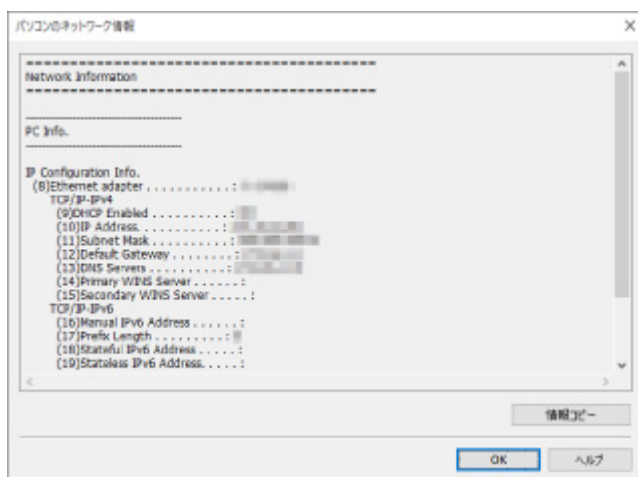 パソコンのネットワーク情報
==========================================
Network Information
==========================================
--------------------------------
PC Info.
--------------------------------
IP Configuration Info.
(8)Ethernet adapter . . . . . . . . . . . :
TCP/IP-IPv4
(9)DHCP Enabled . . . . . . . . . . :
(10)IP Address. . . . . . . . . . . . :
(11)Subnet Mask . . . . . . . . . . :
(12)Default Gateway . . . . . . . . :
(13)DNS Servers . . . . . . . . . . :
(14)Primary WINS Server . . . . . . :
(15)Secondary WINS Server . . . . . :
TCP/IP-IPv6
(16)Manual IPv6 Address . . . . . . :
(17)Prefix Length . . . . . . . . . :
(18)Stateful IPv6 Address . . . . . :
(19)Stateless IPv6 Address. . . . . :
情報コピー
OK
ヘルプ